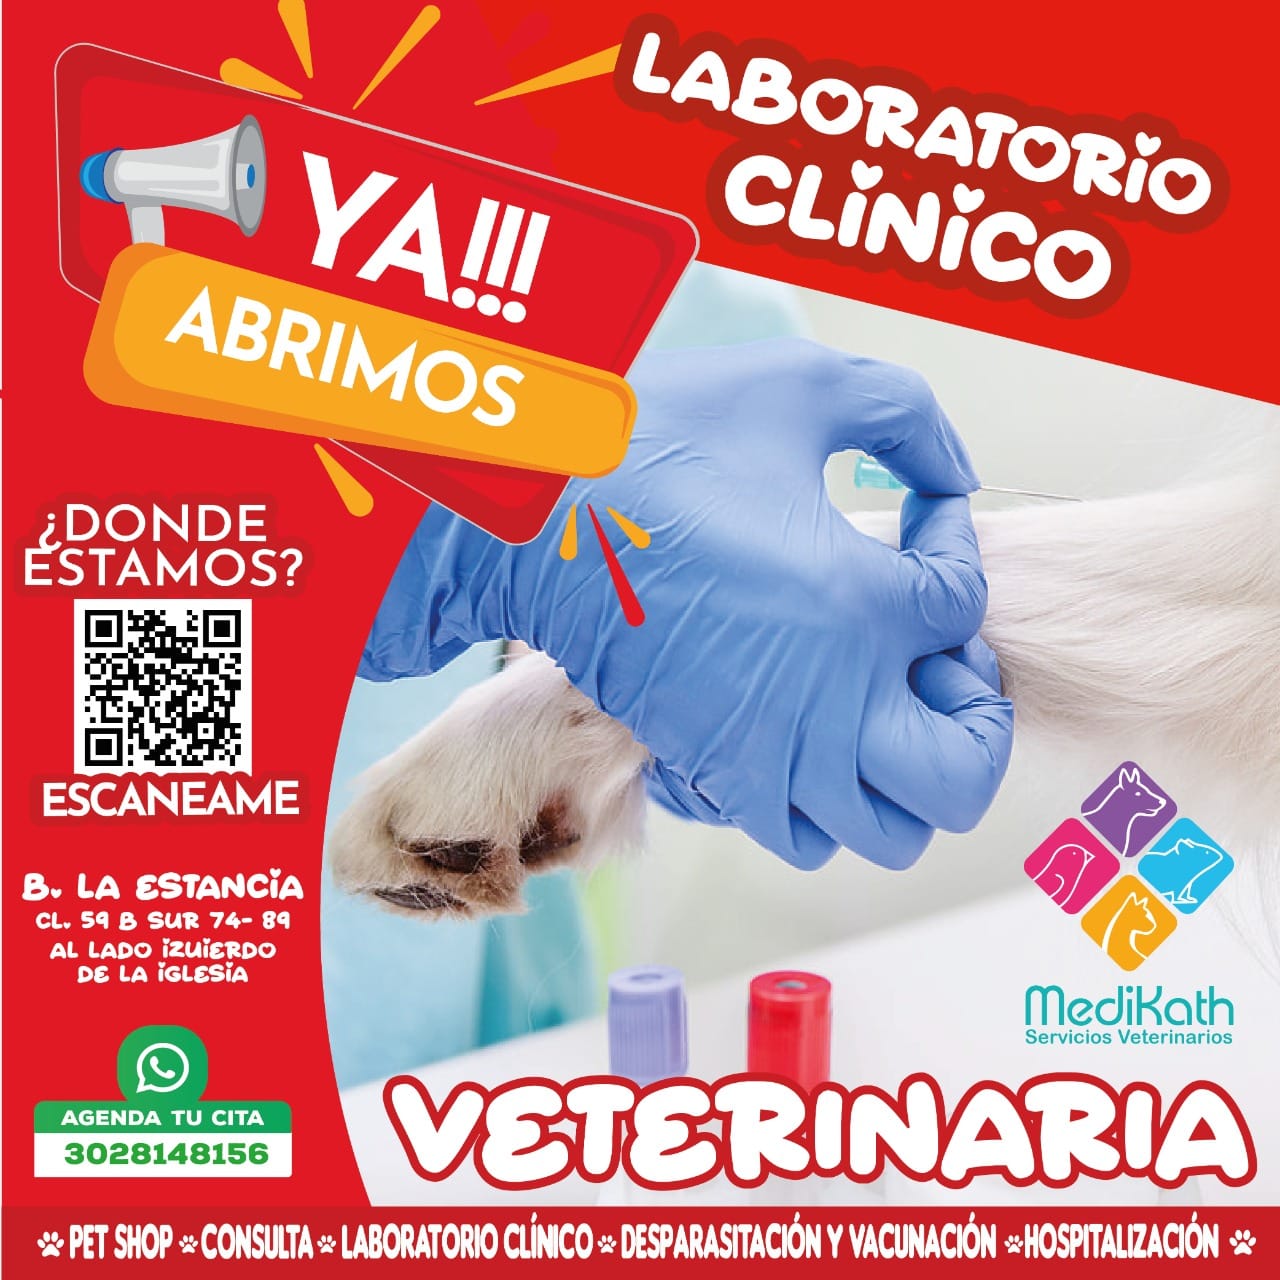 LABORATORIO
CLÍNICO
YA!!!
ABRIMOS
¿DONDE
ESTAMOS?
ESCANEAME
B. LA ESTANCIA
CL. 59 B SUR 74- 89
AL LADO IZUIERDO
DE LA IGLESIA
AGENDA TU CITA
3028148156
MediKath
Servicios Veterinarios
VETERINARIA
PET SHOP CONSULTA LABORATORIO CLÍNICO DESPARASITACIÓN Y VACUNACIÓN HOSPITALIZACIÓN